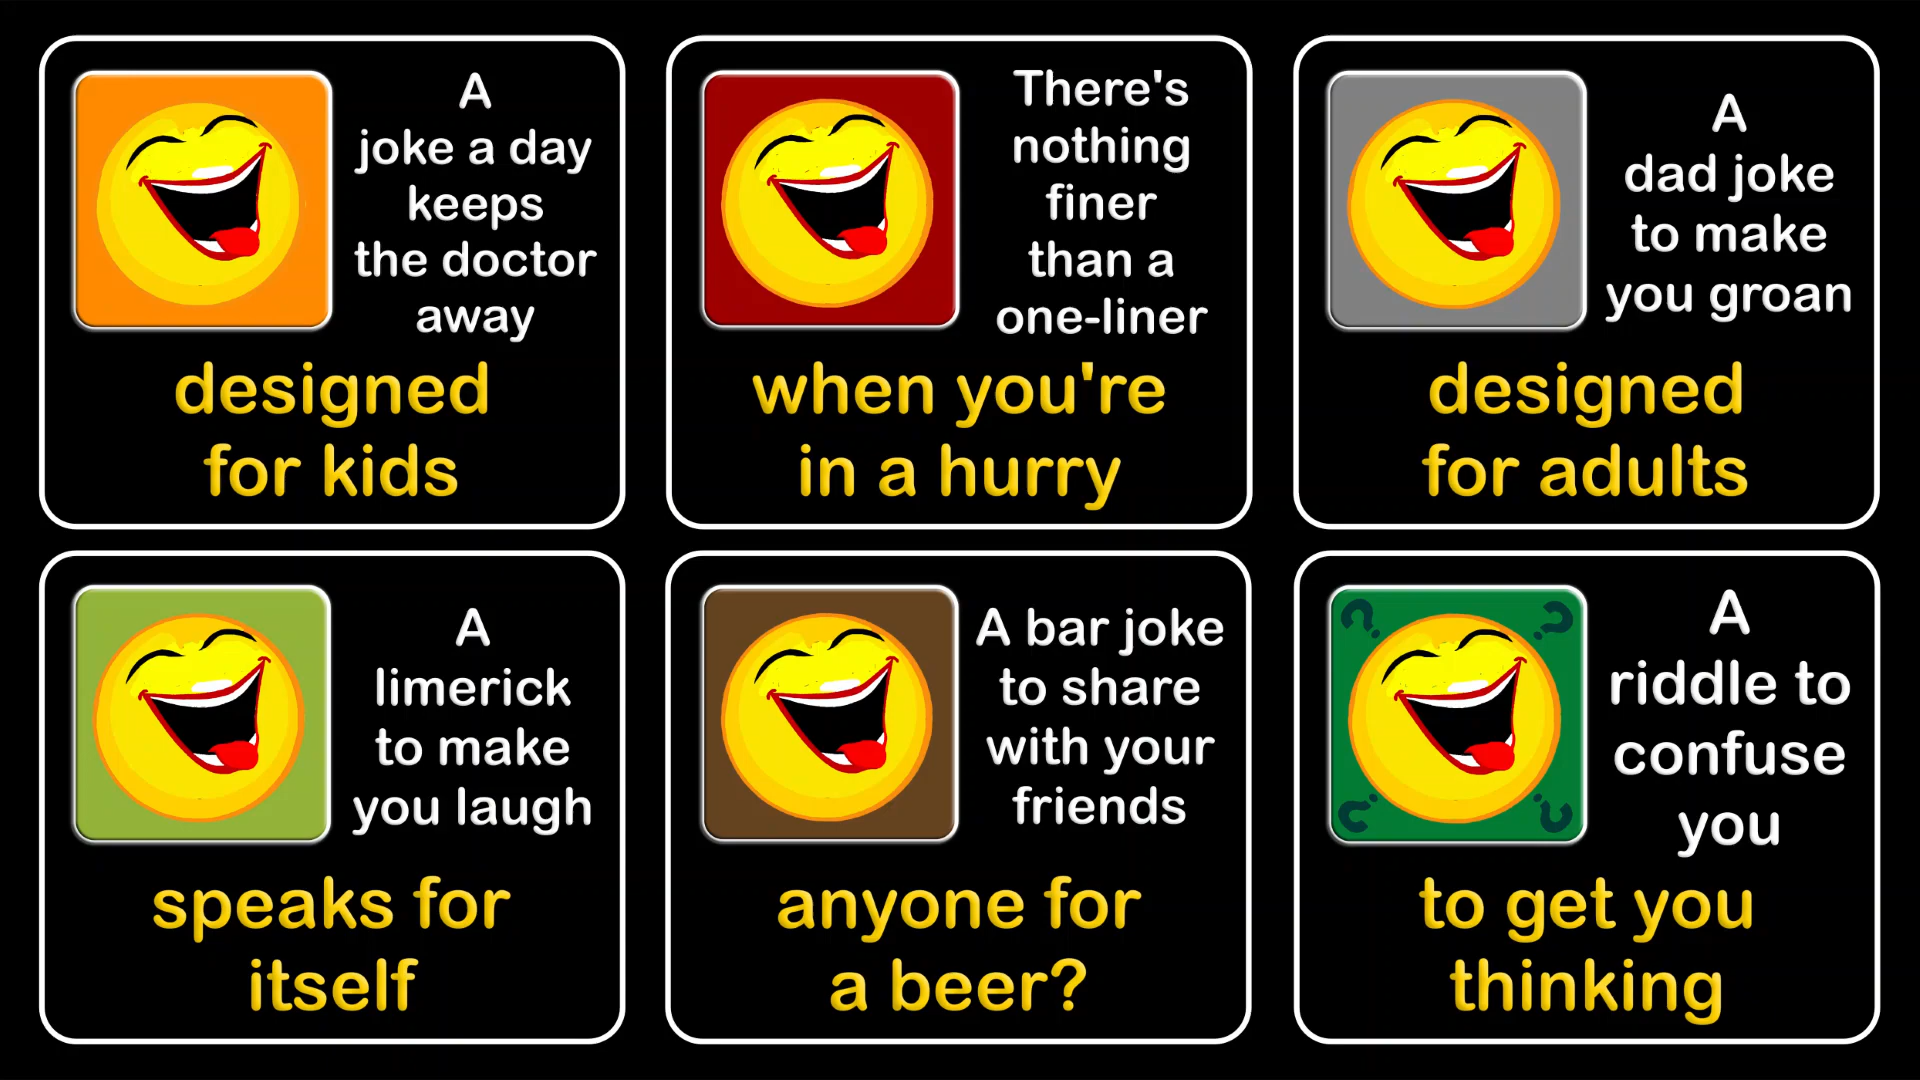 A
joke a day
keeps
the doctor
away
designed
for kids
There's
nothing
finer
than a
one-liner
when you're
in a hurry
A
dad joke
to make
you groan
designed
for adults
A
limerick
to make
you laugh
speaks for
itself
A bar joke
to share
with your
friends
anyone for
a beer?
? ?
? ?
A
riddle to
confuse
you
to get you
thinking